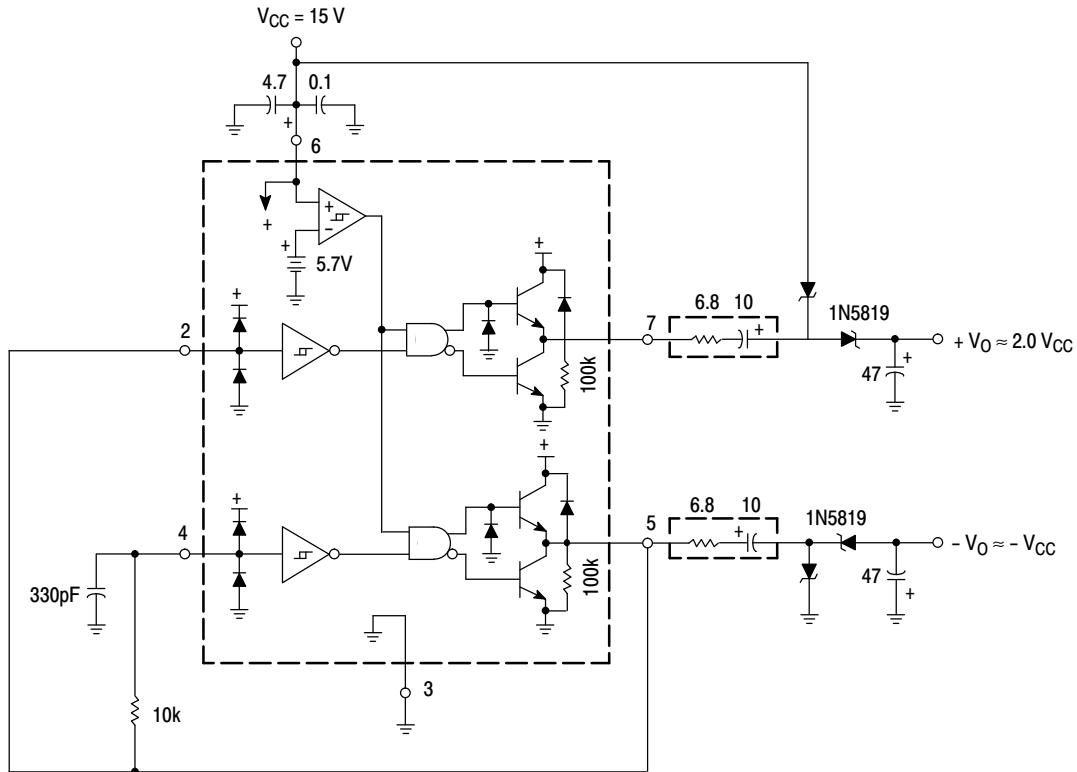 V_CC = 15 V
4.7
0.1
+
6
+
+
−
+
5.7V
+
+
6.8
10
1N5819
2
7
+
+
+ V_O ≈ 2.0 V_CC
47
100k
+
+
6.8
10
1N5819
4
5
+
− V_O ≈ − V_CC
47
+
100k
330pF
3
10k